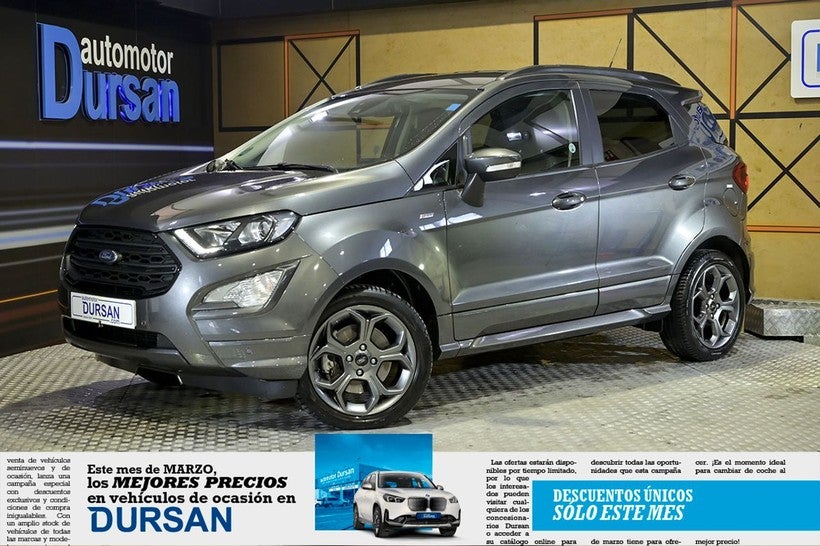 automotor
Dursan
Ford
automotor
DURSAN
.com
venta de vehículos
seminuevos y de
ocasión, lanza una
campaña especial
con descuentos
exclusivos y condi-
ciones de compra
inigualables. Con
un amplio stock de
vehículos de todas
las marcas y mode-
Este mes de MARZO,
los MEJORES PRECIOS
en vehículos de ocasión en
DURSAN
automotor Dursan
Las ofertas estarán dispo-
nibles por tiempo limitado,
por lo que
los interesa-
dos pueden
visitar cual-
quiera de los
concesiona-
rios Dursan
o acceder a
su catálogo online para
descubrir todas las oportu-
nidades que esta campaña
cer. ¡Es el momento ideal
para cambiar de coche al
DESCUENTOS ÚNICOS
SÓLO ESTE MES
de marzo tiene para ofre-
mejor precio!